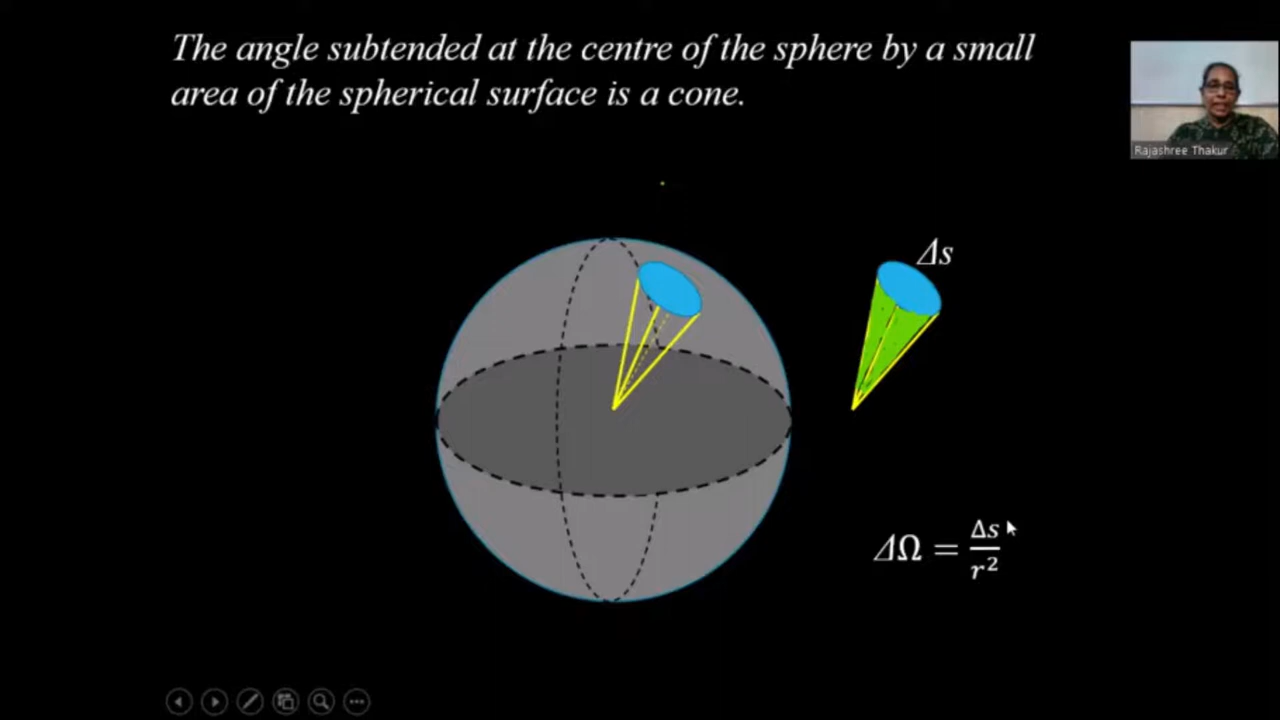 The angle subtended at the centre of the sphere by a small
area of the spherical surface is a cone.
Rajashree Thakur
Δs
ΔΩ = Δs/r²